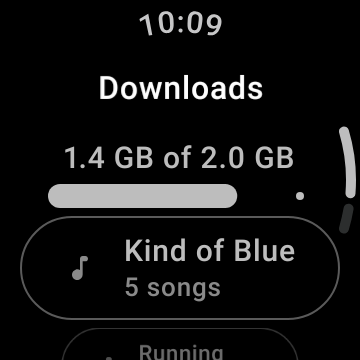 10:09
Downloads
1.4 GB of 2.0 GB
Kind of Blue
5 songs
Running